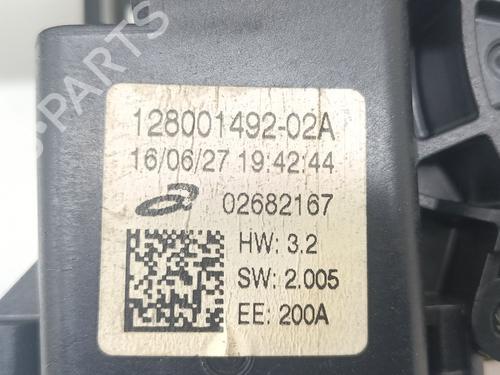 128001492-02A
16/06/27 19:42:44
02682167
HW: 3.2
SW: 2.005
EE: 200A
B-PARTS